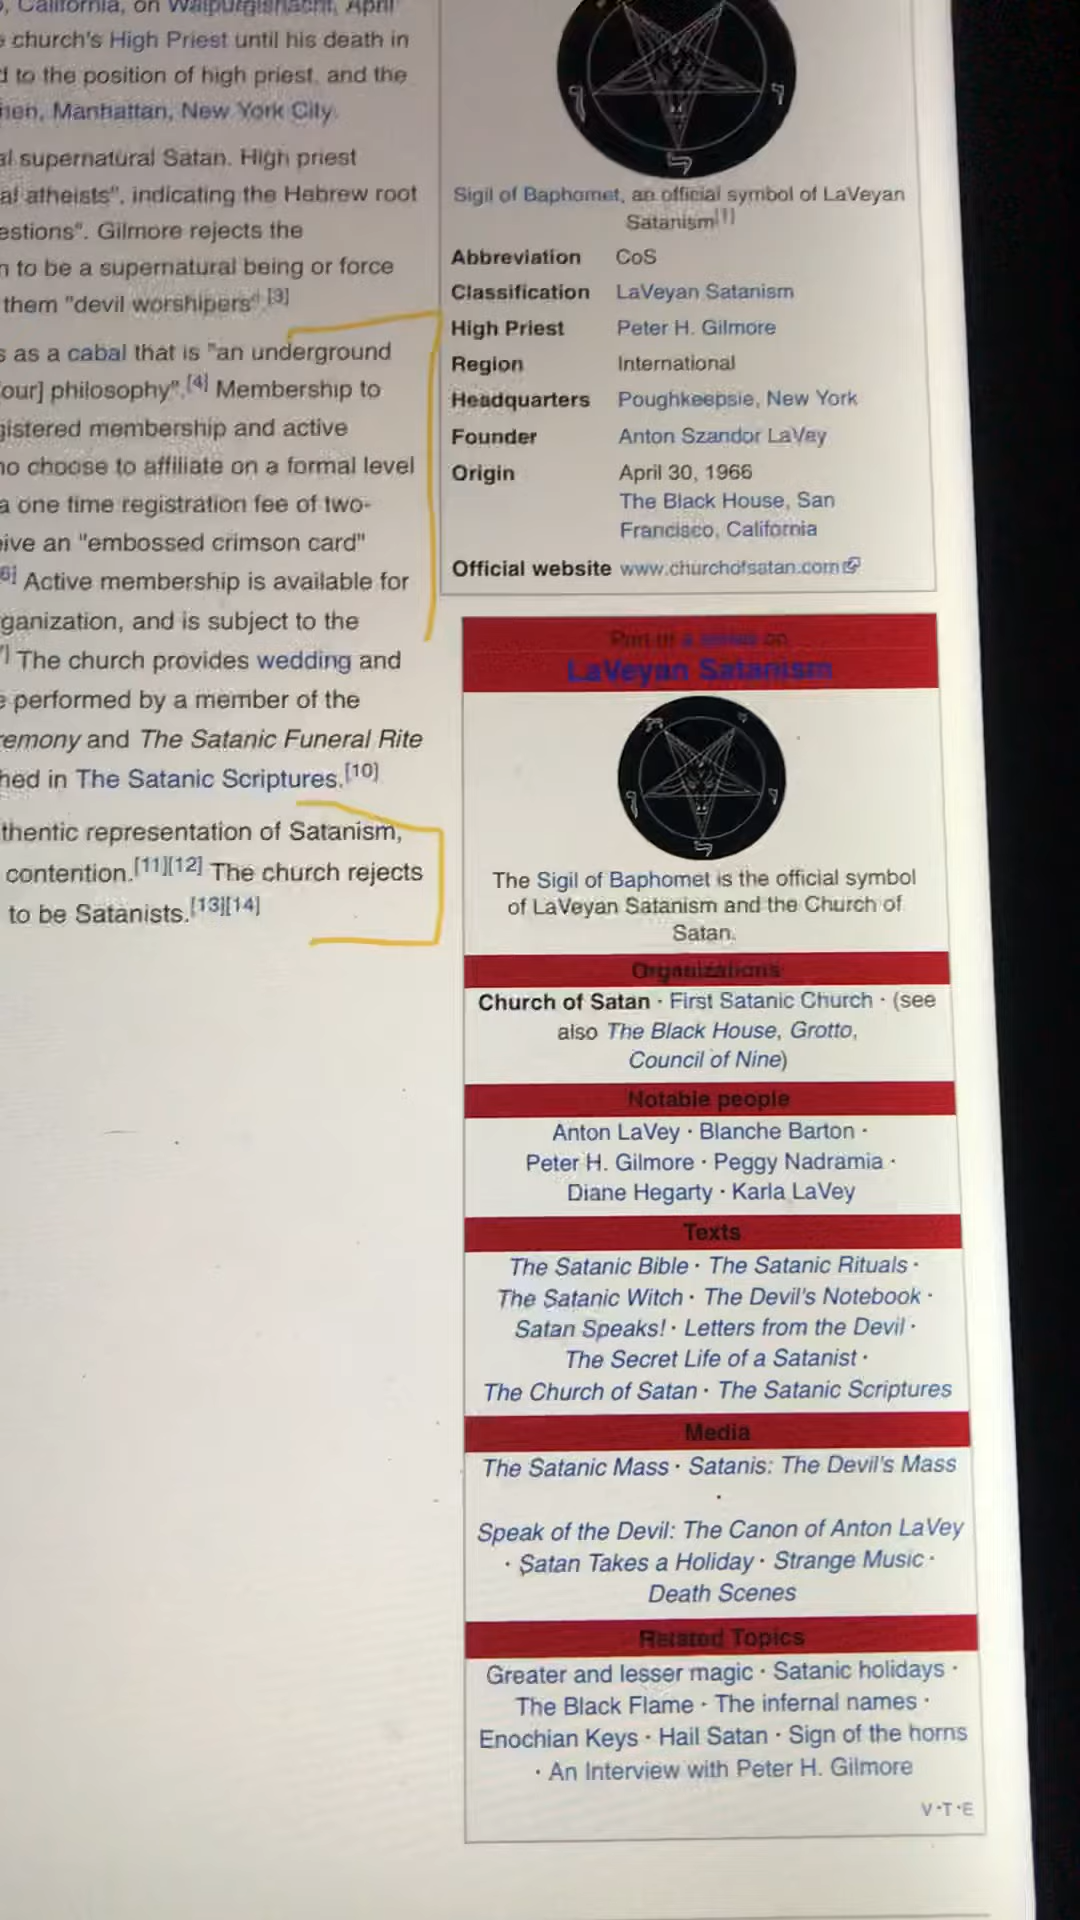 , California, on Walpurgisnacht, April
church's High Priest until his death in
to the position of high priest, and the
Manhattan, New York City.
supernatural Satan. High priest
atheists", indicating the Hebrew root
Gilmore rejects the
to be a supernatural being or force
them "devil worshipers".[3]
as a cabal that is "an underground
our] philosophy".[4] Membership to
membership and active
choose to affiliate on a formal level
a one time registration fee of two-
an "embossed crimson card"
Active membership is available for
and is subject to the
The church provides wedding and
performed by a member of the
and The Satanic Funeral Rite
in The Satanic Scriptures.[10]
representation of Satanism,
contention.[11][12] The church rejects
to be Satanists.[13][14]
Sigil of Baphomet, an official symbol of LaVeyan
Satanism[1]
Abbreviation CoS
Classification LaVeyan Satanism
High Priest Peter H. Gilmore
Region International
Headquarters Poughkeepsie, New York
Founder Anton Szandor LaVey
Origin April 30, 1966
The Black House, San
Francisco, California
Official website www.churchofsatan.com
Part of a series on
LaVeyan Satanism
The Sigil of Baphomet is the official symbol
of LaVeyan Satanism and the Church of
Satan.
Organizations
Church of Satan · First Satanic Church · (see
also The Black House, Grotto,
Council of Nine)
Notable people
Anton LaVey · Blanche Barton ·
Peter H. Gilmore · Peggy Nadramia ·
Diane Hegarty · Karla LaVey
Texts
The Satanic Bible · The Satanic Rituals ·
The Satanic Witch · The Devil's Notebook ·
Satan Speaks! · Letters from the Devil ·
The Secret Life of a Satanist ·
The Church of Satan · The Satanic Scriptures
Media
The Satanic Mass · Satanis: The Devil's Mass
·
Speak of the Devil: The Canon of Anton LaVey
· Satan Takes a Holiday · Strange Music ·
Death Scenes
Related Topics
Greater and lesser magic · Satanic holidays ·
The Black Flame · The infernal names ·
Enochian Keys · Hail Satan · Sign of the horns
· An Interview with Peter H. Gilmore
V·T·E